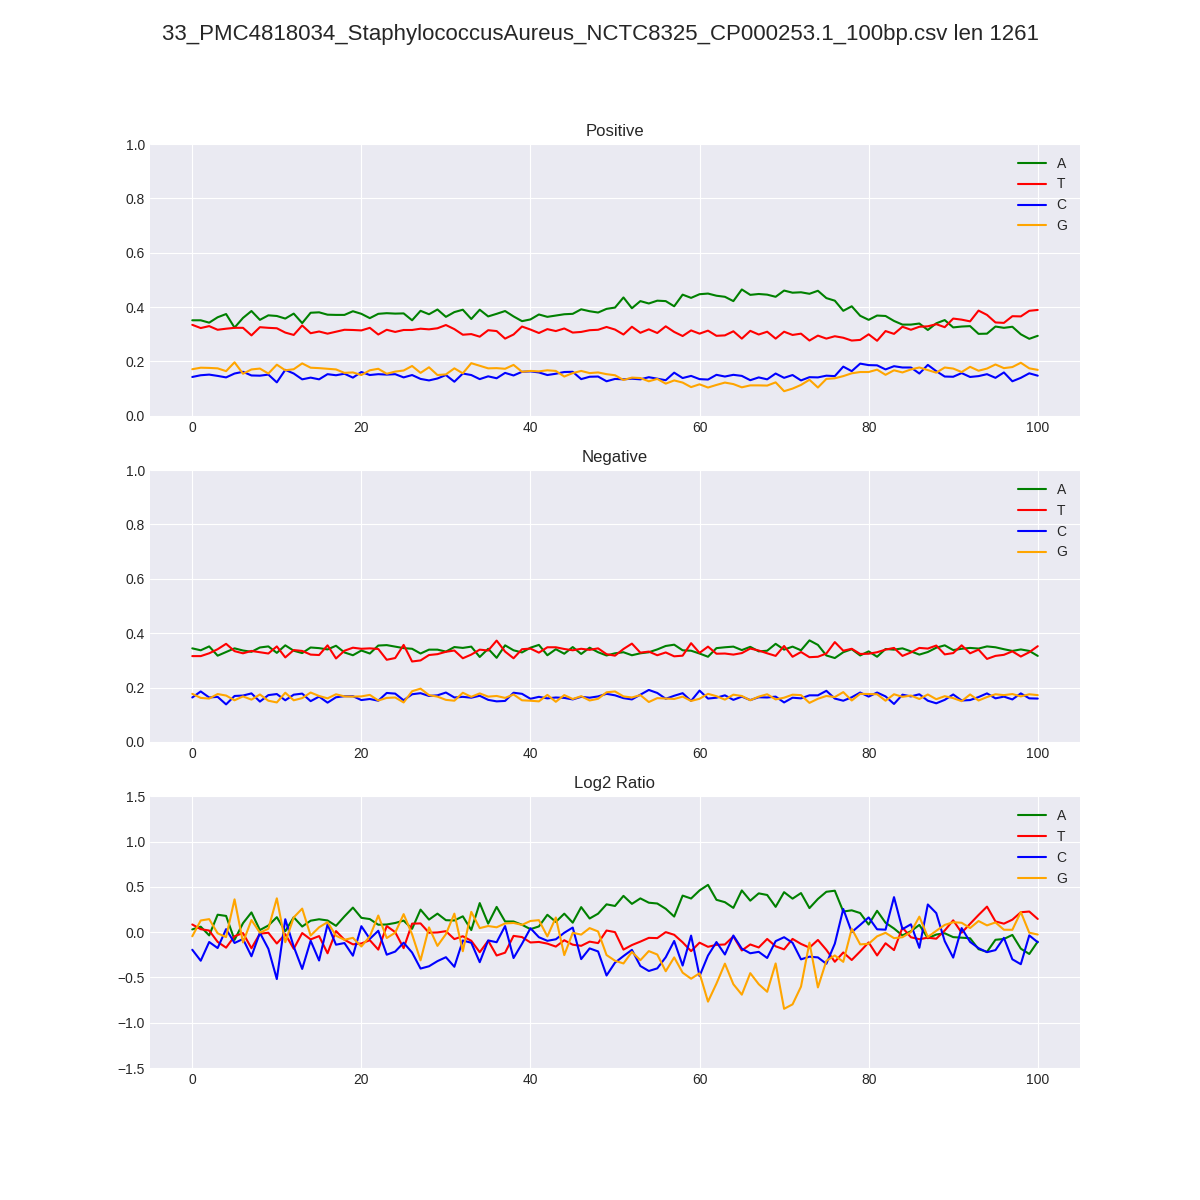 33_PMC4818034_StaphylococcusAureus_NCTC8325_CP000253.1_100bp.csv len 1261
Positive
1.0
0.8
0.6
0.4
0.2
0.0
0 20 40 60 80 100
A
T
C
G
Negative
1.0
0.8
0.6
0.4
0.2
0.0
0 20 40 60 80 100
A
T
C
G
Log2 Ratio
1.5
1.0
0.5
0.0
−0.5
−1.0
−1.5
0 20 40 60 80 100
A
T
C
G